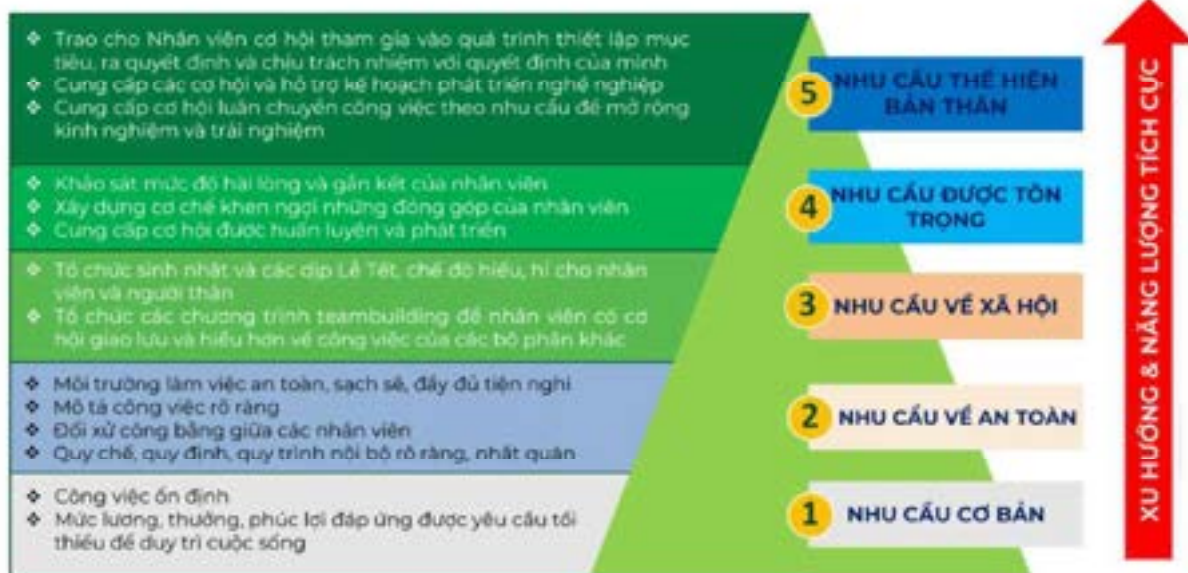 ❖ Trao cho Nhân viên cơ hội tham gia vào quá trình thiết lập mục
tiêu, ra quyết định và chịu trách nhiệm với quyết định của mình
❖ Cung cấp các cơ hội và hỗ trợ kế hoạch phát triển nghề nghiệp
❖ Cung cấp cơ hội luân chuyển công việc theo nhu cầu để mở rộng
kinh nghiệm và trải nghiệm
5 NHU CẦU THỂ HIỆN
BẢN THÂN
❖ Khảo sát mức độ hài lòng và gắn kết của nhân viên
❖ Xây dựng cơ chế khen ngợi những đóng góp của nhân viên
❖ Cung cấp cơ hội được huấn luyện và phát triển
4 NHU CẦU ĐƯỢC TÔN
TRỌNG
❖ Tổ chức sinh nhật và các dịp Lễ Tết, chế độ hiếu, hỉ cho nhân
viên và người thân
❖ Tổ chức các chương trình teambuilding để nhân viên có cơ
hội giao lưu và hiểu hơn về công việc của các bộ phận khác
3 NHU CẦU VỀ XÃ HỘI
❖ Môi trường làm việc an toàn, sạch sẽ, đầy đủ tiện nghi
❖ Mô tả công việc rõ ràng
❖ Đối xử công bằng giữa các nhân viên
❖ Quy chế, quy định, quy trình nội bộ rõ ràng, nhất quán
2 NHU CẦU VỀ AN TOÀN
❖ Công việc ổn định
❖ Mức lương, thưởng, phúc lợi đáp ứng được yêu cầu tối
thiểu để duy trì cuộc sống
1 NHU CẦU CƠ BẢN
XU HƯỚNG & NĂNG LƯỢNG TÍCH CỰC